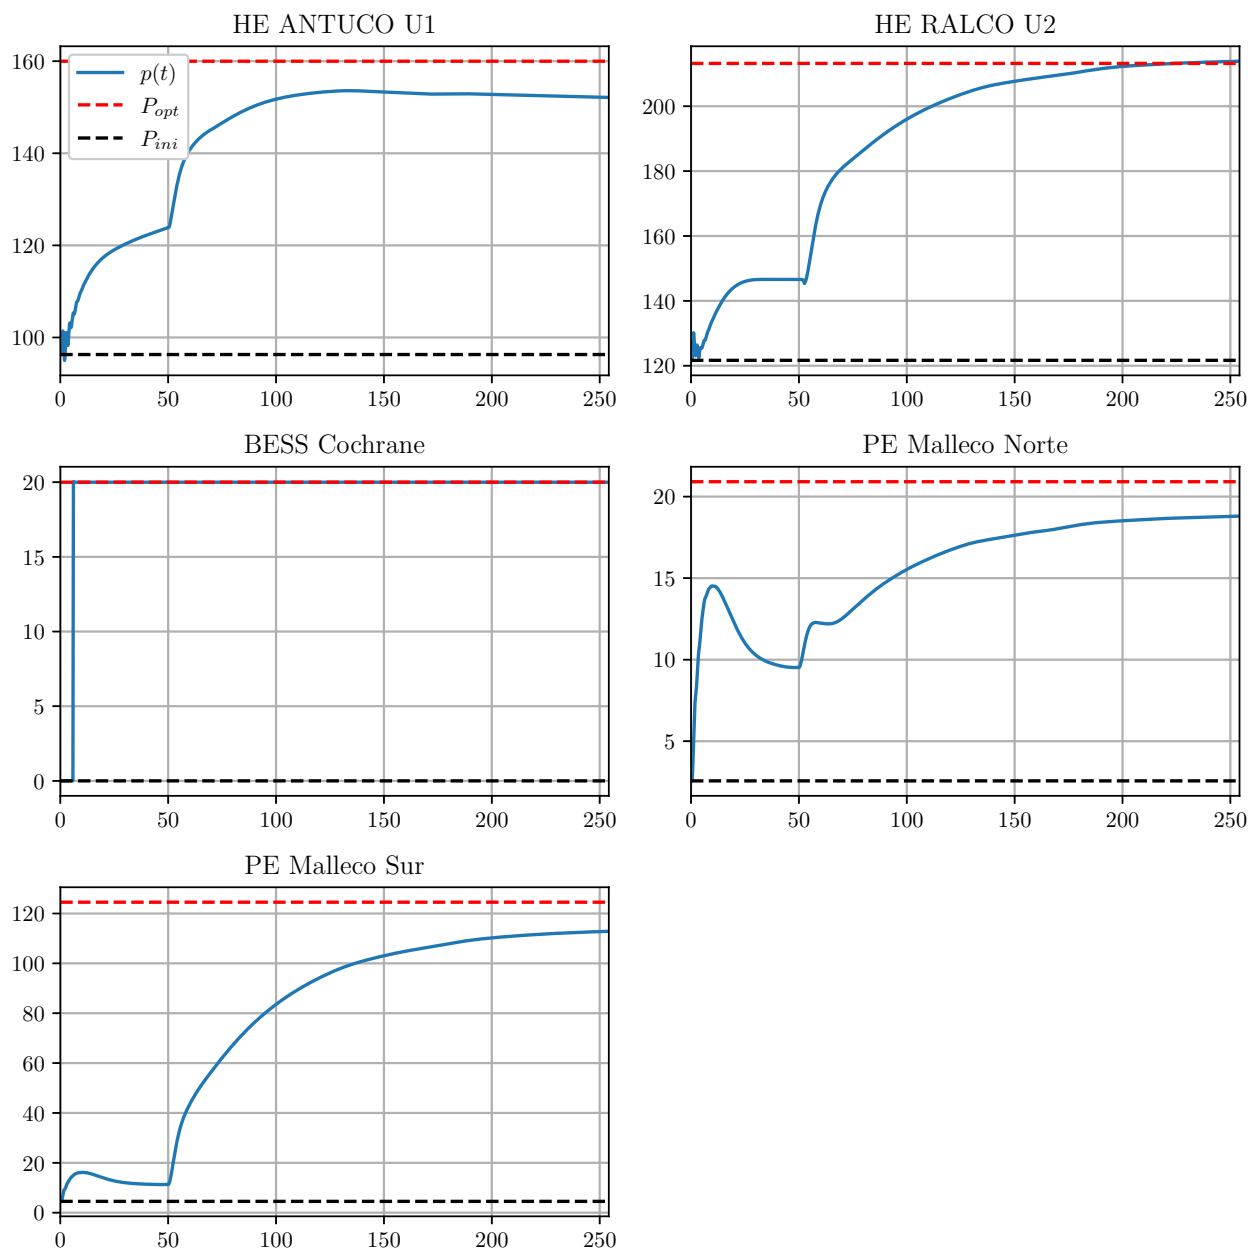 HE ANTUCO U1
160
140
120
100
p(t)
P_opt
P_ini
0 50 100 150 200 250
HE RALCO U2
200
180
160
140
120
0 50 100 150 200 250
BESS Cochrane
20
15
10
5
0
0 50 100 150 200 250
PE Malleco Norte
20
15
10
5
0 50 100 150 200 250
PE Malleco Sur
120
100
80
60
40
20
0
0 50 100 150 200 250